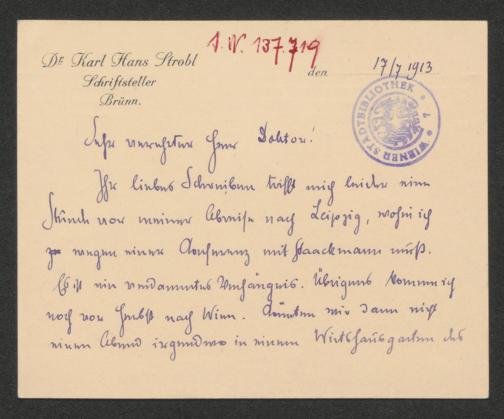 I.N. 137.719
Dr Karl Hans Strobl
Schriftsteller
Brünn.
den 17/7 1913
WIENER STADTBIBLIOTHEK
Sehr verehrter Herr Doktor!
Ihr liebes Schreiben trifft mich leider eine
Stunde vor meiner Abreise nach Leipzig, wohin ich
wegen einer Conferenz mit Staackmann muß.
Es ist ein verdammtes Verhängnis. Übrigens komme ich
noch vor Herbst nach Wien. Könnten wir dann nicht
einen Abend irgendwo in einem Wirtshausgarten des